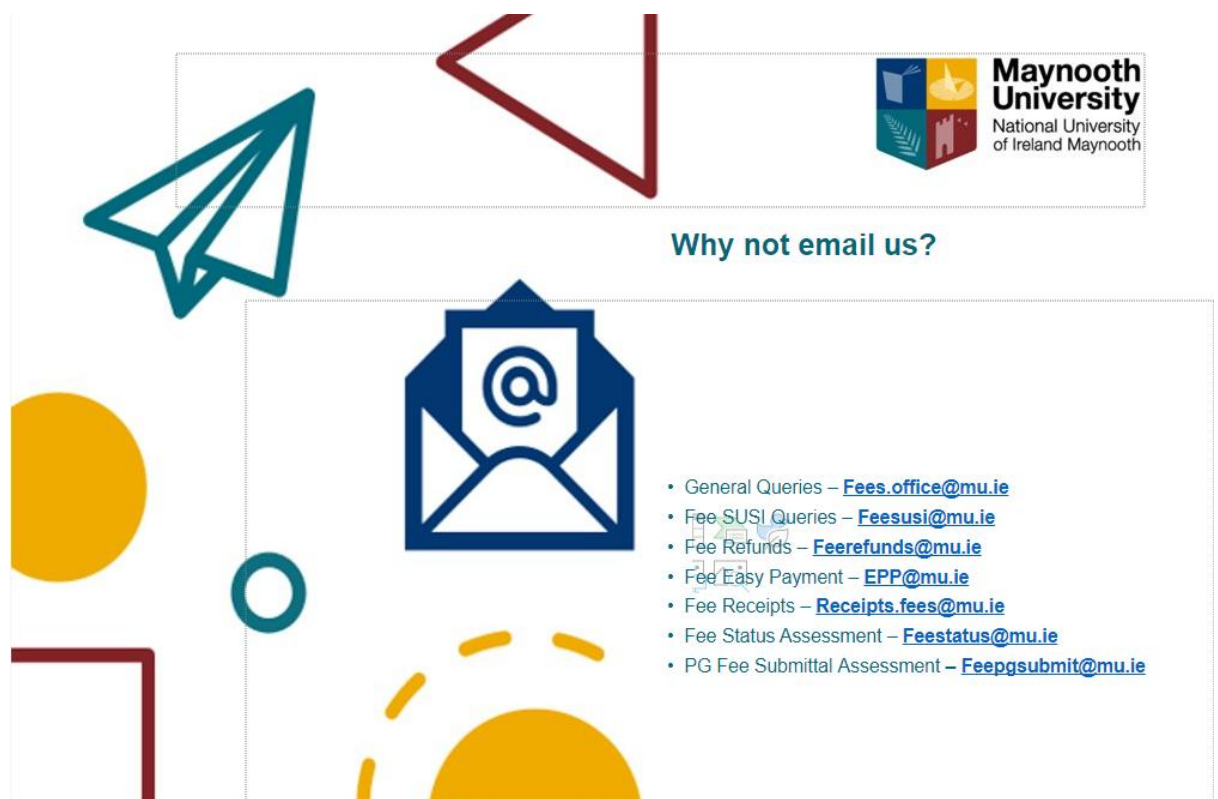 Maynooth
University
National University
of Ireland Maynooth
Why not email us?
@
• General Queries – Fees.office@mu.ie
• Fee SUSI Queries – Feesusi@mu.ie
• Fee Refunds – Feerefunds@mu.ie
• Fee Easy Payment – EPP@mu.ie
• Fee Receipts – Receipts.fees@mu.ie
• Fee Status Assessment – Feestatus@mu.ie
• PG Fee Submittal Assessment – Feepgsubmit@mu.ie